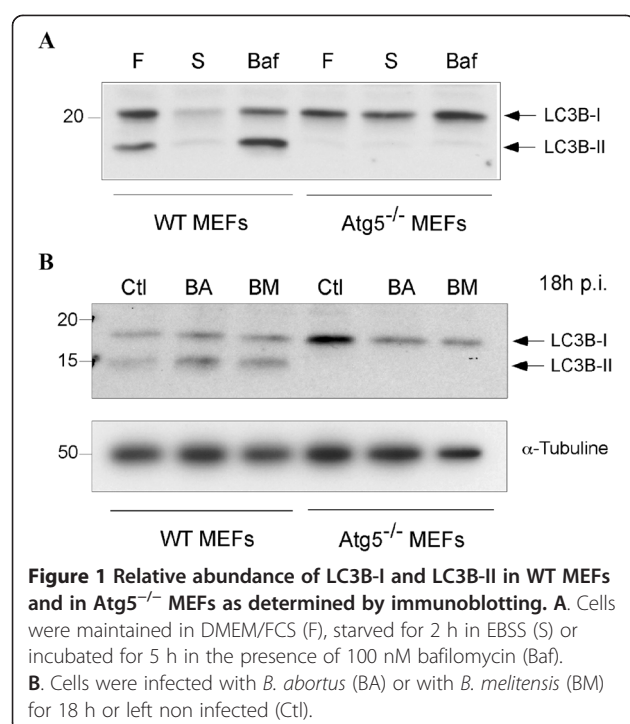 A
F S Baf F S Baf
20
LC3B-I
LC3B-II
WT MEFs Atg5-/- MEFs
B
Ctl BA BM Ctl BA BM 18h p.i.
20
LC3B-I
15
LC3B-II
50
α-Tubuline
WT MEFs Atg5-/- MEFs
Figure 1 Relative abundance of LC3B-I and LC3B-II in WT MEFs
and in Atg5−/− MEFs as determined by immunoblotting. A. Cells
were maintained in DMEM/FCS (F), starved for 2 h in EBSS (S) or
incubated for 5 h in the presence of 100 nM bafilomycin (Baf).
B. Cells were infected with B. abortus (BA) or with B. melitensis (BM)
for 18 h or left non infected (Ctl).